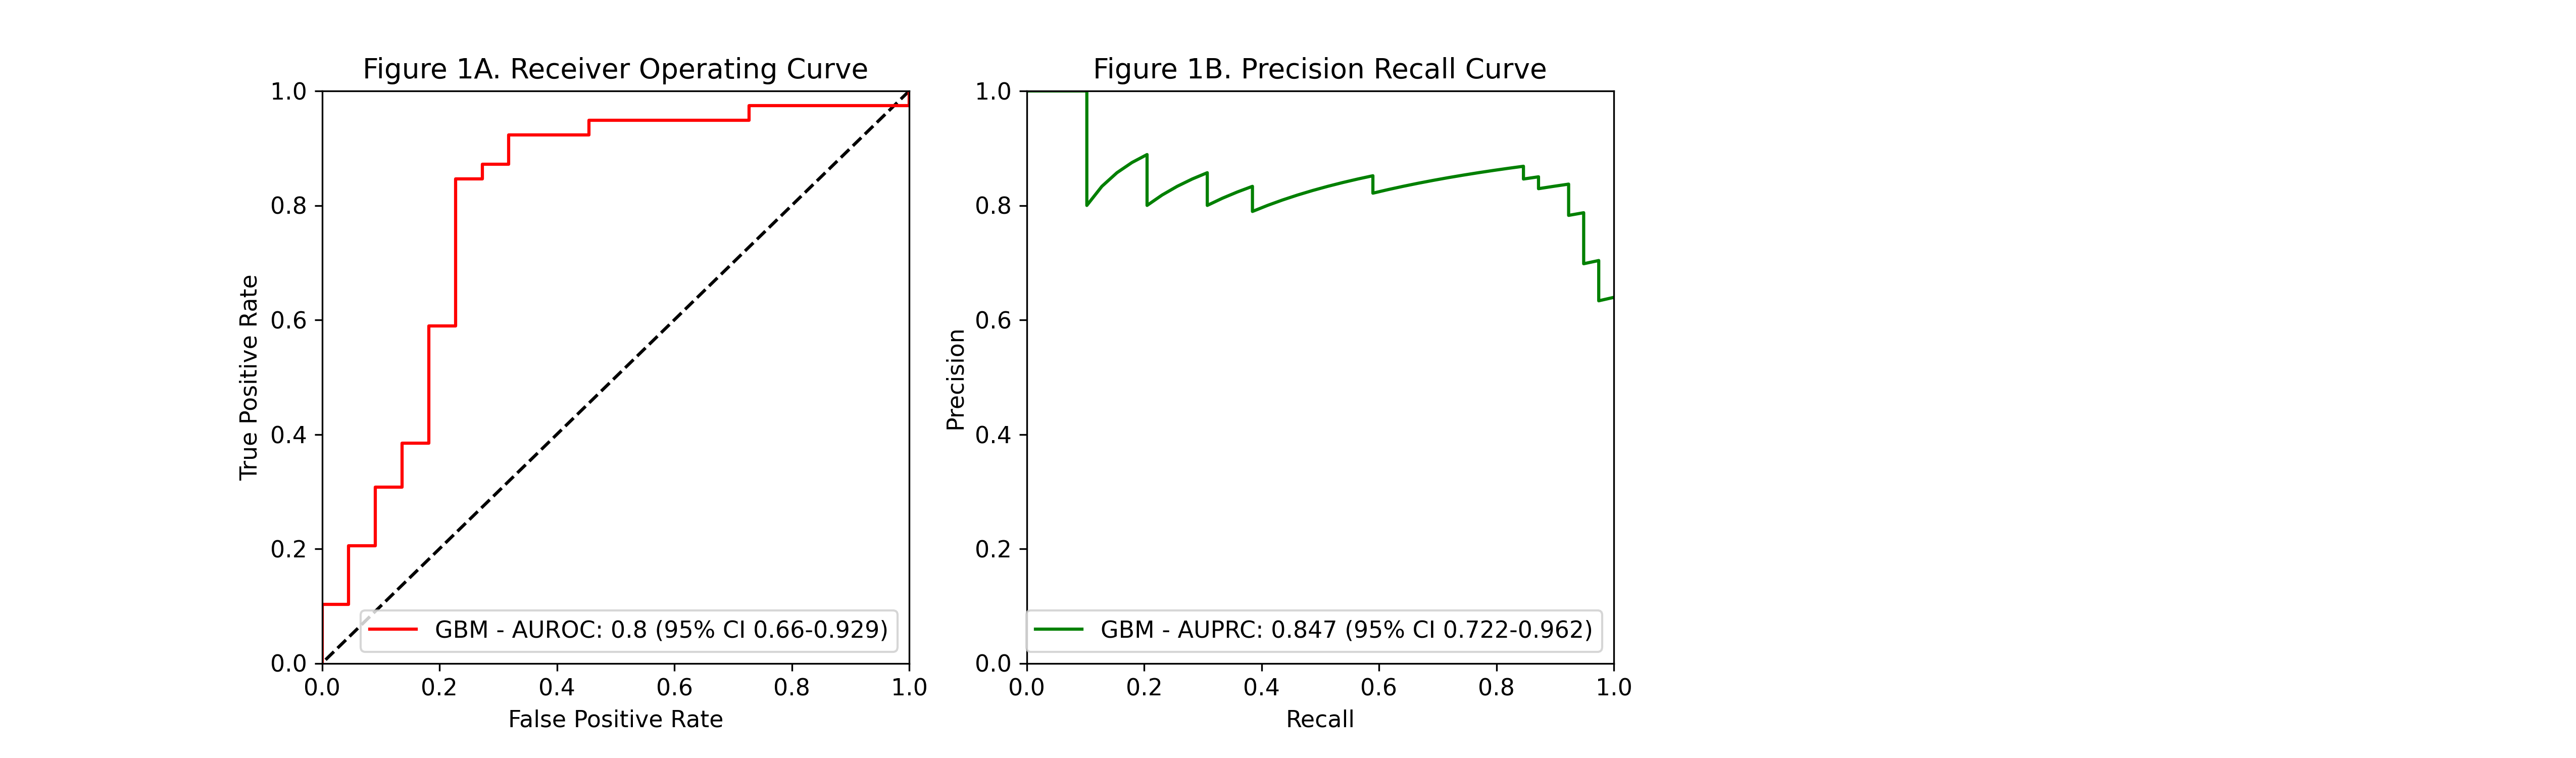 Figure 1A. Receiver Operating Curve
1.0
0.8
0.6
0.4
0.2
0.0
True Positive Rate
0.0 0.2 0.4 0.6 0.8 1.0
False Positive Rate
GBM - AUROC: 0.8 (95% CI 0.66-0.929)
Figure 1B. Precision Recall Curve
1.0
0.8
0.6
0.4
0.2
0.0
Precision
0.0 0.2 0.4 0.6 0.8 1.0
Recall
GBM - AUPRC: 0.847 (95% CI 0.722-0.962)